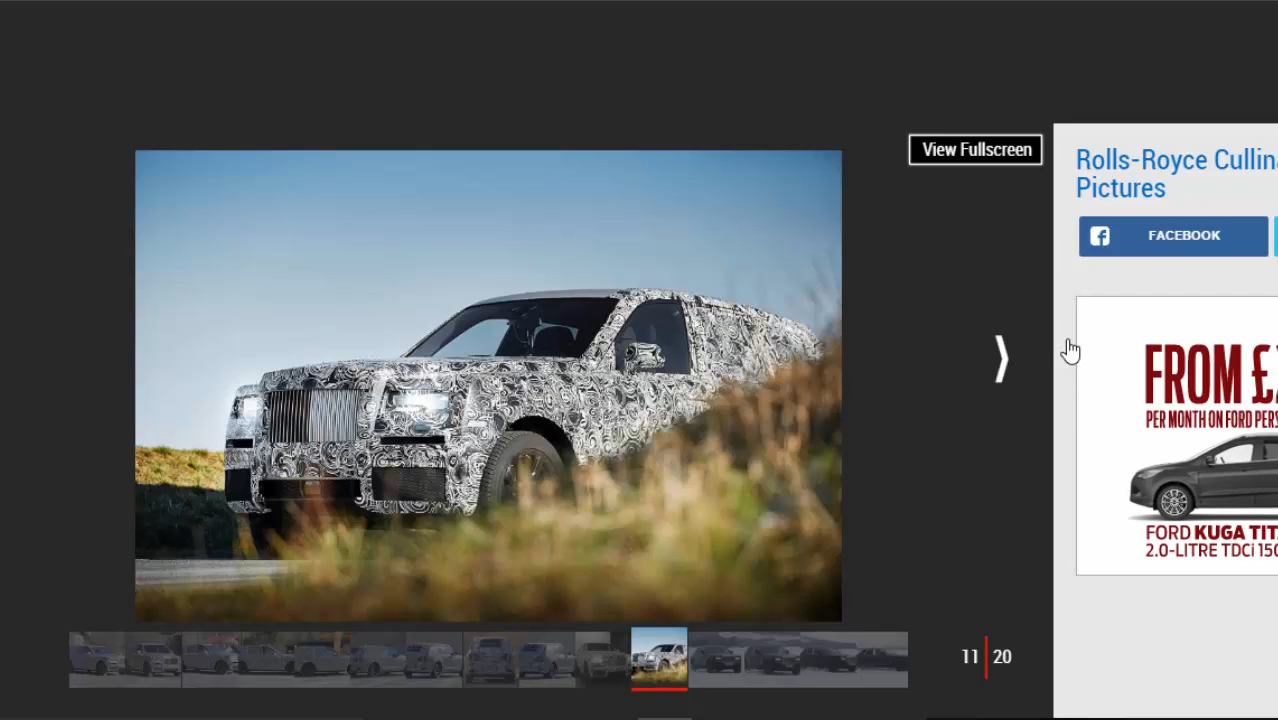 View Fullscreen
Rolls-Royce Cullin
Pictures
FACEBOOK
FROM £
PER MONTH ON FORD PERS
FORD KUGA TIT
2.0-LITRE TDCi 150
11 20